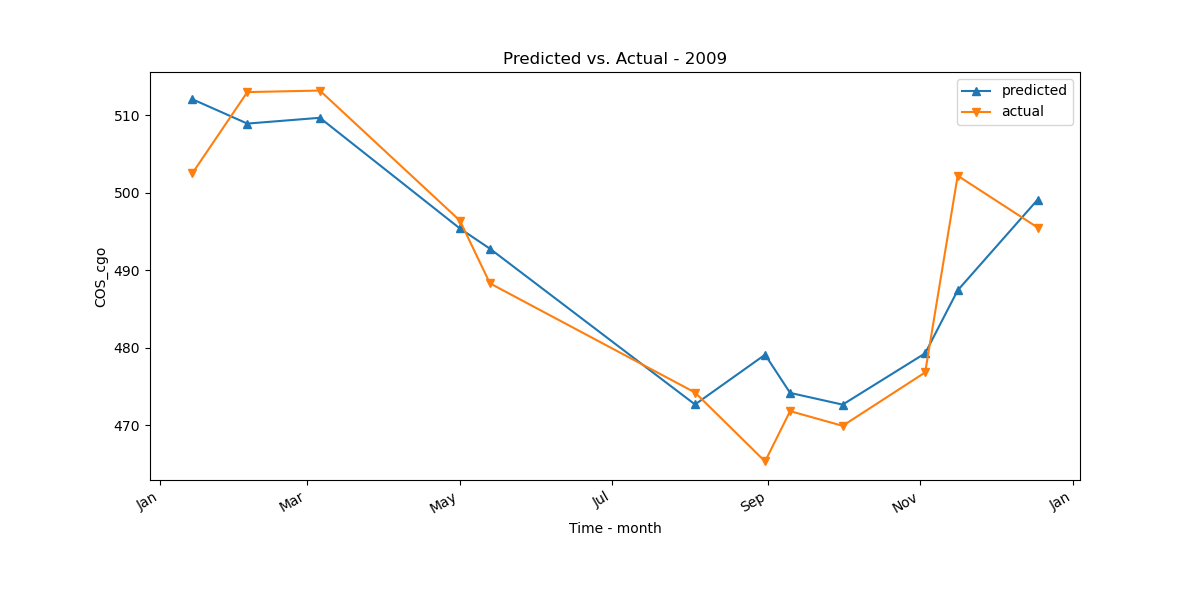 Predicted vs. Actual - 2009
predicted
actual
COS_cgo
510
500
490
480
470
Jan
Mar
May
Jul
Sep
Nov
Jan
Time - month